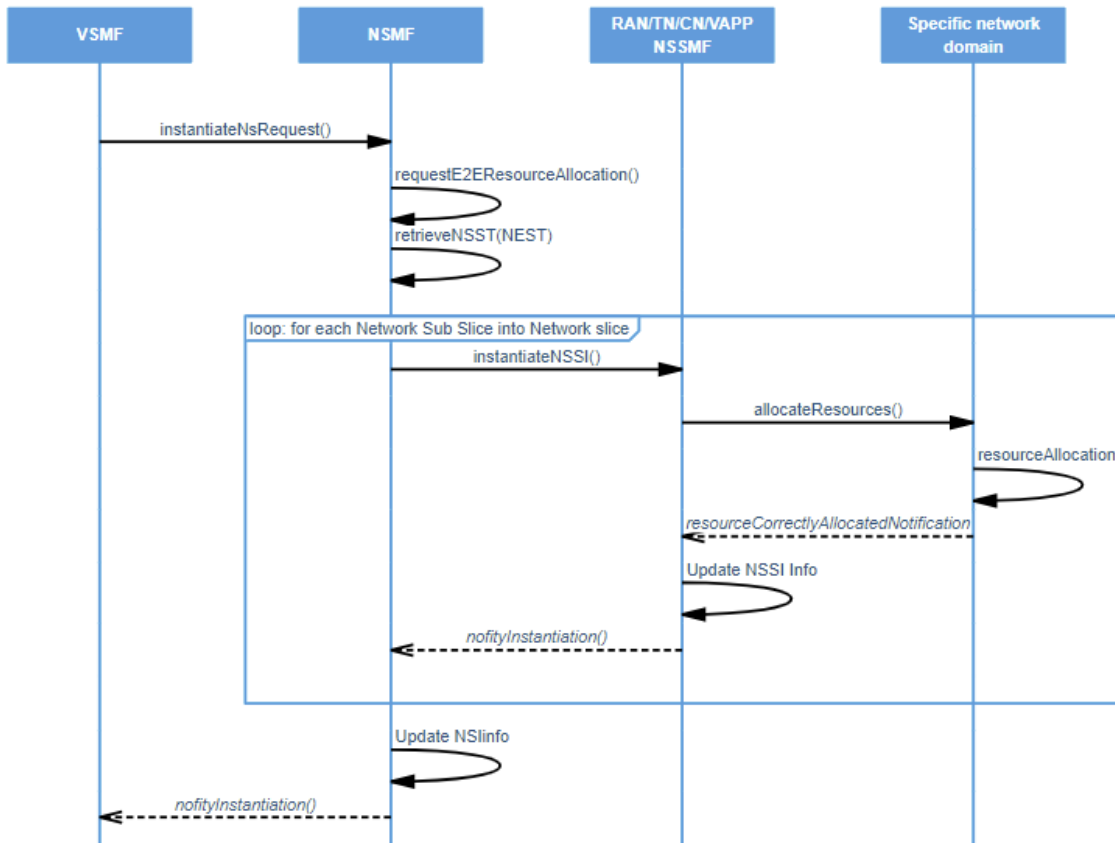 VSMF
NSMF
RAN/TN/CN/VAPP
NSSMF
Specific network
domain
instantiateNsRequest()
requestE2EResourceAllocation()
retrieveNSST(NEST)
loop: for each Network Sub Slice into Network slice
instantiateNSSI()
allocateResources()
resourceAllocation
resourceCorrectlyAllocatedNotification
Update NSSI Info
nofityInstantiation()
Update NSIinfo
nofityInstantiation()